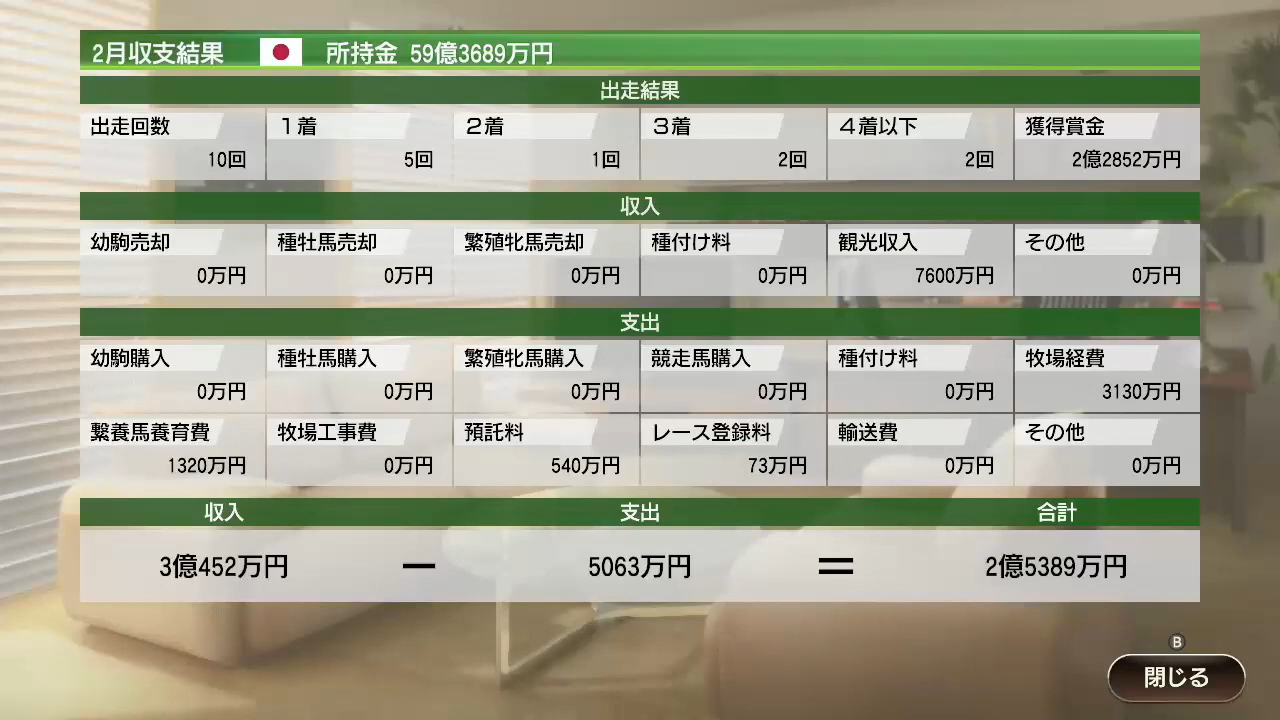 2月収支結果 所持金 59億3689万円
出走結果
出走回数 1着 2着 3着 4着以下 獲得賞金
10回 5回 1回 2回 2回 2億2852万円
収入
幼駒売却 種牡馬売却 繁殖牝馬売却 種付け料 観光収入 その他
0万円 0万円 0万円 0万円 7600万円 0万円
支出
幼駒購入 種牡馬購入 繁殖牝馬購入 競走馬購入 種付け料 牧場経費
0万円 0万円 0万円 0万円 0万円 3130万円
繋養馬養育費 牧場工事費 預託料 レース登録料 輸送費 その他
1320万円 0万円 540万円 73万円 0万円 0万円
収入 支出 合計
3億452万円 － 5063万円 ＝ 2億5389万円
B
閉じる